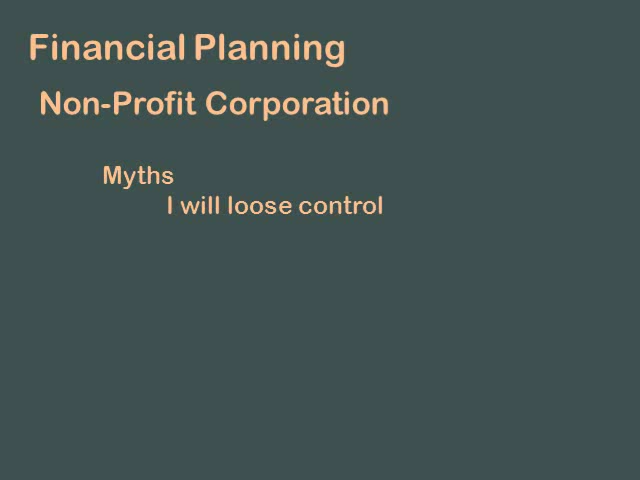 Financial Planning
Non-Profit Corporation
Myths
I will loose control